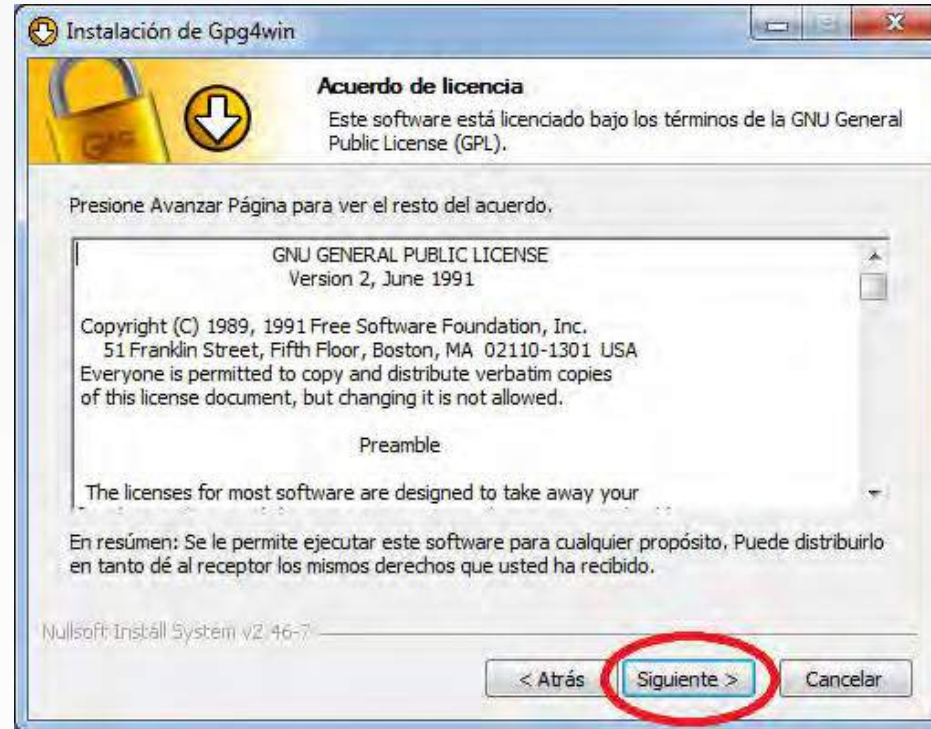 Instalación de Gpg4win
Acuerdo de licencia
Este software está licenciado bajo los términos de la GNU General
Public License (GPL).
Presione Avanzar Página para ver el resto del acuerdo.
GNU GENERAL PUBLIC LICENSE
Version 2, June 1991
Copyright (C) 1989, 1991 Free Software Foundation, Inc.
51 Franklin Street, Fifth Floor, Boston, MA 02110-1301 USA
Everyone is permitted to copy and distribute verbatim copies
of this license document, but changing it is not allowed.
Preamble
The licenses for most software are designed to take away your
En resúmen: Se le permite ejecutar este software para cualquier propósito. Puede distribuirlo
en tanto dé al receptor los mismos derechos que usted ha recibido.
Nullsoft Install System v2.46-7
< Atrás Siguiente > Cancelar